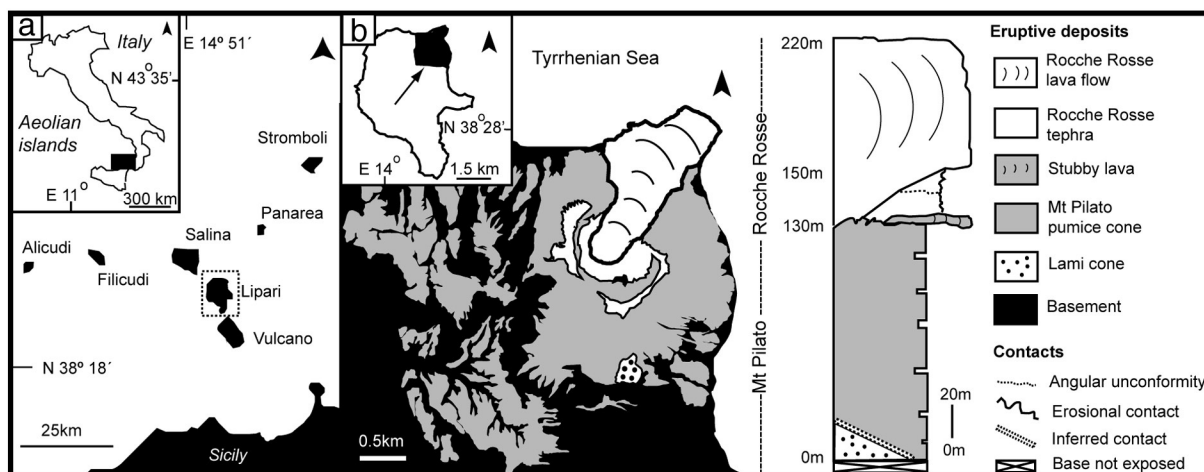 a
Italy
E 14° 51´
N 43° 35'
Aeolian
islands
E 11°
300 km
Stromboli
Panarea
Salina
Alicudi
Filicudi
Lipari
Vulcano
N 38° 18´
25km
Sicily
b
N 38° 28'
E 14°
1.5 km
Tyrrhenian Sea
0.5km
Rocche Rosse
Mt Pilato
220m
150m
130m
0m
20m
0m
Eruptive deposits
Rocche Rosse
lava flow
Rocche Rosse
tephra
Stubby lava
Mt Pilato
pumice cone
Lami cone
Basement
Contacts
Angular unconformity
Erosional contact
Inferred contact
Base not exposed